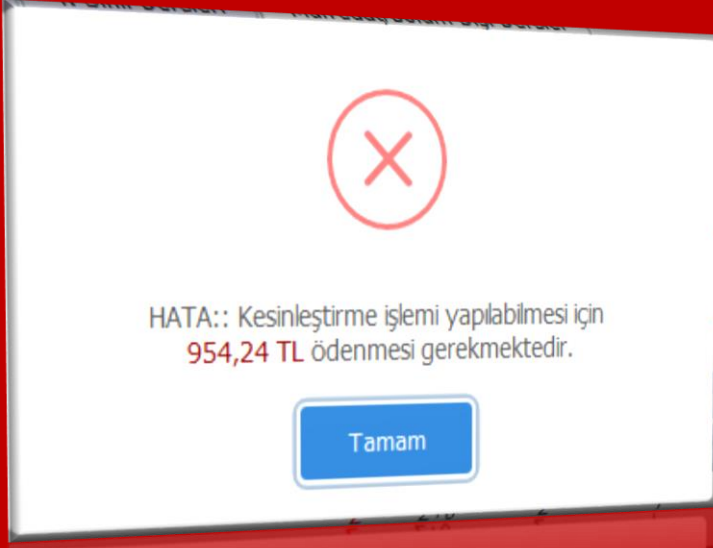 HATA:: Kesinleştirme işlemi yapılabilmesi için
954,24 TL ödenmesi gerekmektedir.
Tamam